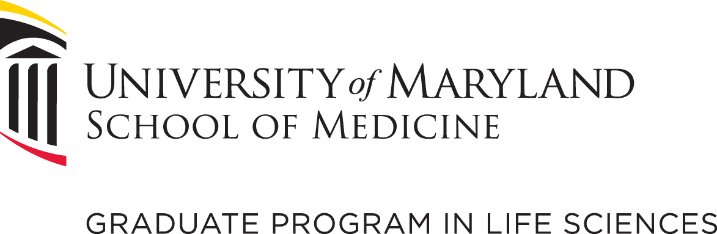 UNIVERSITY of MARYLAND
SCHOOL OF MEDICINE
GRADUATE PROGRAM IN LIFE SCIENCES